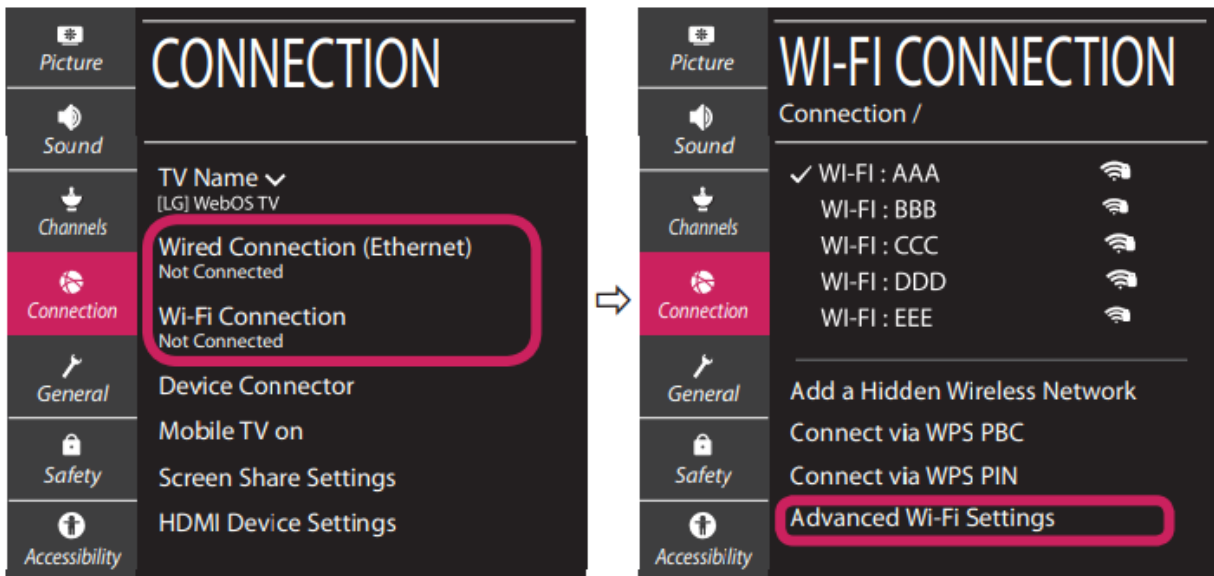 Picture
Sound
Channels
Connection
General
Safety
Accessibility
CONNECTION
TV Name
[LG] WebOS TV
Wired Connection (Ethernet)
Not Connected
Wi-Fi Connection
Not Connected
Device Connector
Mobile TV on
Screen Share Settings
HDMI Device Settings
Picture
Sound
Channels
Connection
General
Safety
Accessibility
WI-FI CONNECTION
Connection /
WI-FI : AAA
WI-FI : BBB
WI-FI : CCC
WI-FI : DDD
WI-FI : EEE
Add a Hidden Wireless Network
Connect via WPS PBC
Connect via WPS PIN
Advanced Wi-Fi Settings